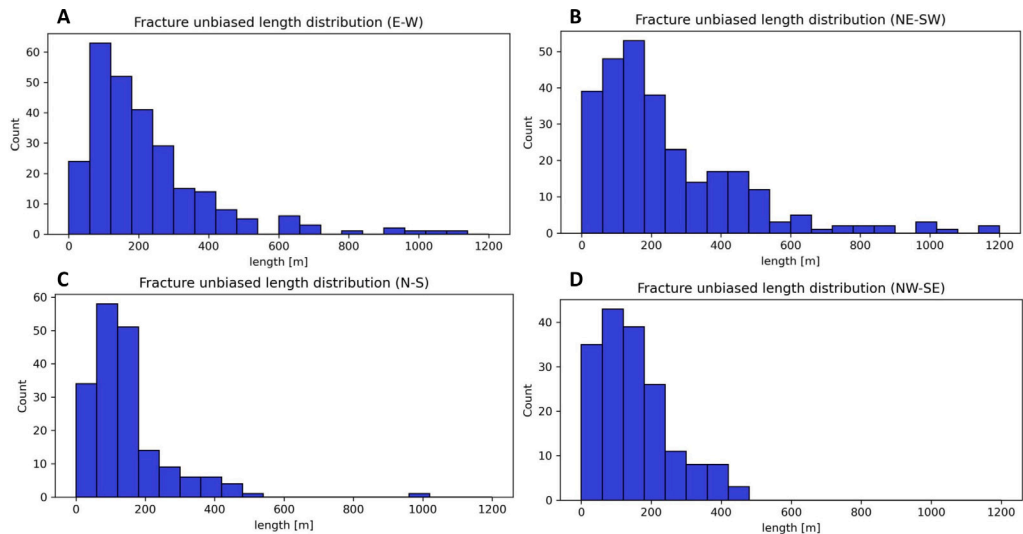 A
Fracture unbiased length distribution (E-W)
60
50
40
30
20
10
0
Count
0 200 400 600 800 1000 1200
length [m]
B
Fracture unbiased length distribution (NE-SW)
50
40
30
20
10
0
Count
0 200 400 600 800 1000 1200
length [m]
C
Fracture unbiased length distribution (N-S)
60
50
40
30
20
10
0
Count
0 200 400 600 800 1000 1200
length [m]
D
Fracture unbiased length distribution (NW-SE)
40
30
20
10
0
Count
0 200 400 600 800 1000 1200
length [m]